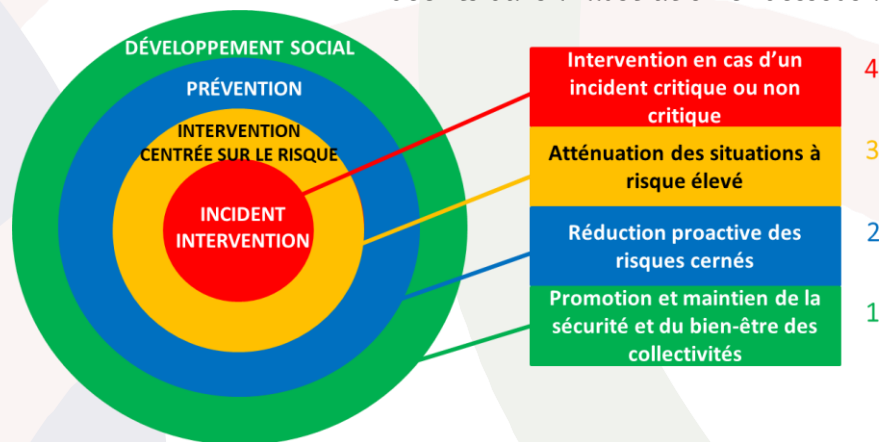 DÉVELOPPEMENT SOCIAL
PRÉVENTION
INTERVENTION
CENTRÉE SUR LE RISQUE
INCIDENT
INTERVENTION
Intervention en cas d’un
incident critique ou non
critique
4
Atténuation des situations à
risque élevé
3
Réduction proactive des
risques cernés
2
Promotion et maintien de la
sécurité et du bien-être des
collectivités
1